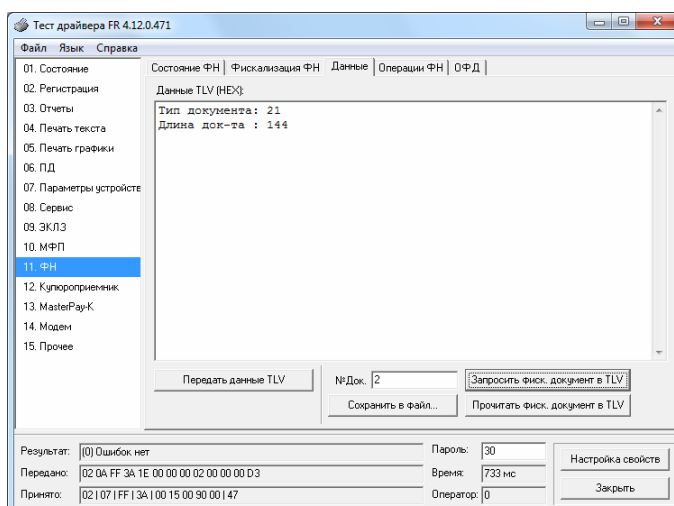 Тест драйвера FR 4.12.0.471
Файл Язык Справка
01. Состояние
02. Регистрация
03. Отчеты
04. Печать текста
05. Печать графики
06. ПД
07. Параметры устройств
08. Сервис
09. ЭКЛЗ
10. МФП
11. ФН
12. Купюроприемник
13. MasterPay-K
14. Модем
15. Прочее
Состояние ФН Фискализация ФН Данные Операции ФН ОФД
Данные TLV (HEX):
Тип документа: 21
Длина док-та : 144
Передать данные TLV №Док. 2 Запросить фиск. документ в TLV
Сохранить в файл... Прочитать фиск. документ в TLV
Результат: (0) Ошибок нет Пароль: 30
Передано: 02 0A FF 3A 1E 00 00 00 02 00 00 00 D3 Время: 733 мс
Принято: 02 | 07 | FF | 3A | 00 15 00 90 00 | 47 Оператор: 0
Настройка свойств
Закрыть